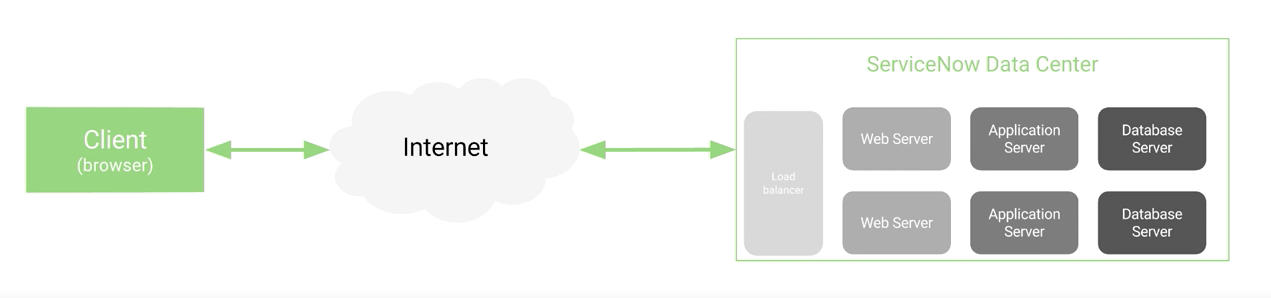 ServiceNow Data Center
Client
(browser)
Internet
Load
balancer
Web Server
Application
Server
Database
Server
Web Server
Application
Server
Database
Server